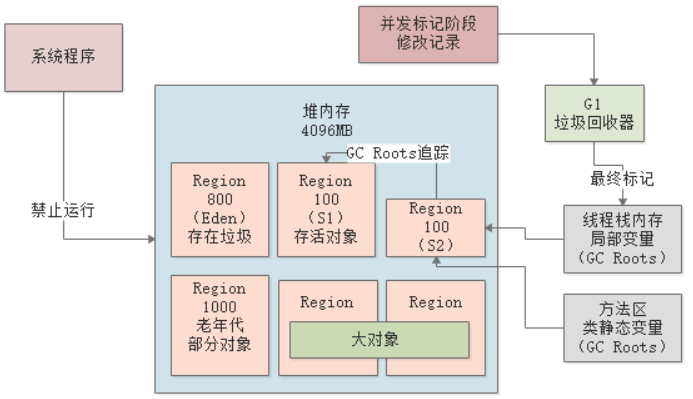 系统程序
并发标记阶段
修改记录
堆内存
4096MB
G1
垃圾回收器
GC Roots追踪
最终标记
禁止运行
Region
800
（Eden）
存在垃圾
Region
100
（S1）
存活对象
Region
100
（S2）
线程栈内存
局部变量
（GC Roots）
Region
1000
老年代
部分对象
Region
Region
大对象
方法区
类静态变量
（GC Roots）